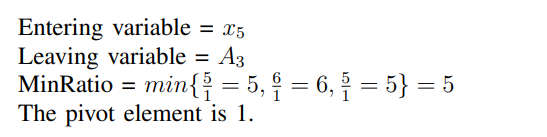 Entering variable = x₅
Leaving variable = A₃
MinRatio = min{5/1 = 5, 6/1 = 6, 5/1 = 5} = 5
The pivot element is 1.